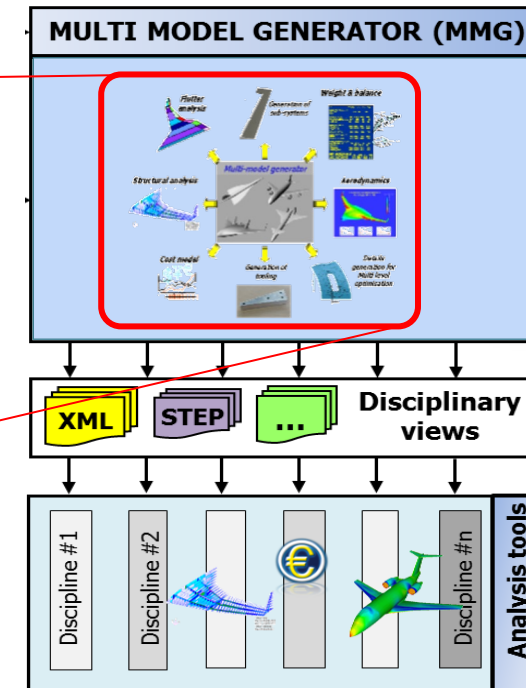 MULTI MODEL GENERATOR (MMG)
Flutter
analysis
Generation of
sub-systems
Weight & balance
Structural analysis
Multi-model generator
Aerodynamics
Cost model
Generation of
tooling
Details
generation for
Multi level
optimization
XML
STEP
...
Disciplinary
views
Discipline #1
Discipline #2
Discipline #n
Analysis tools